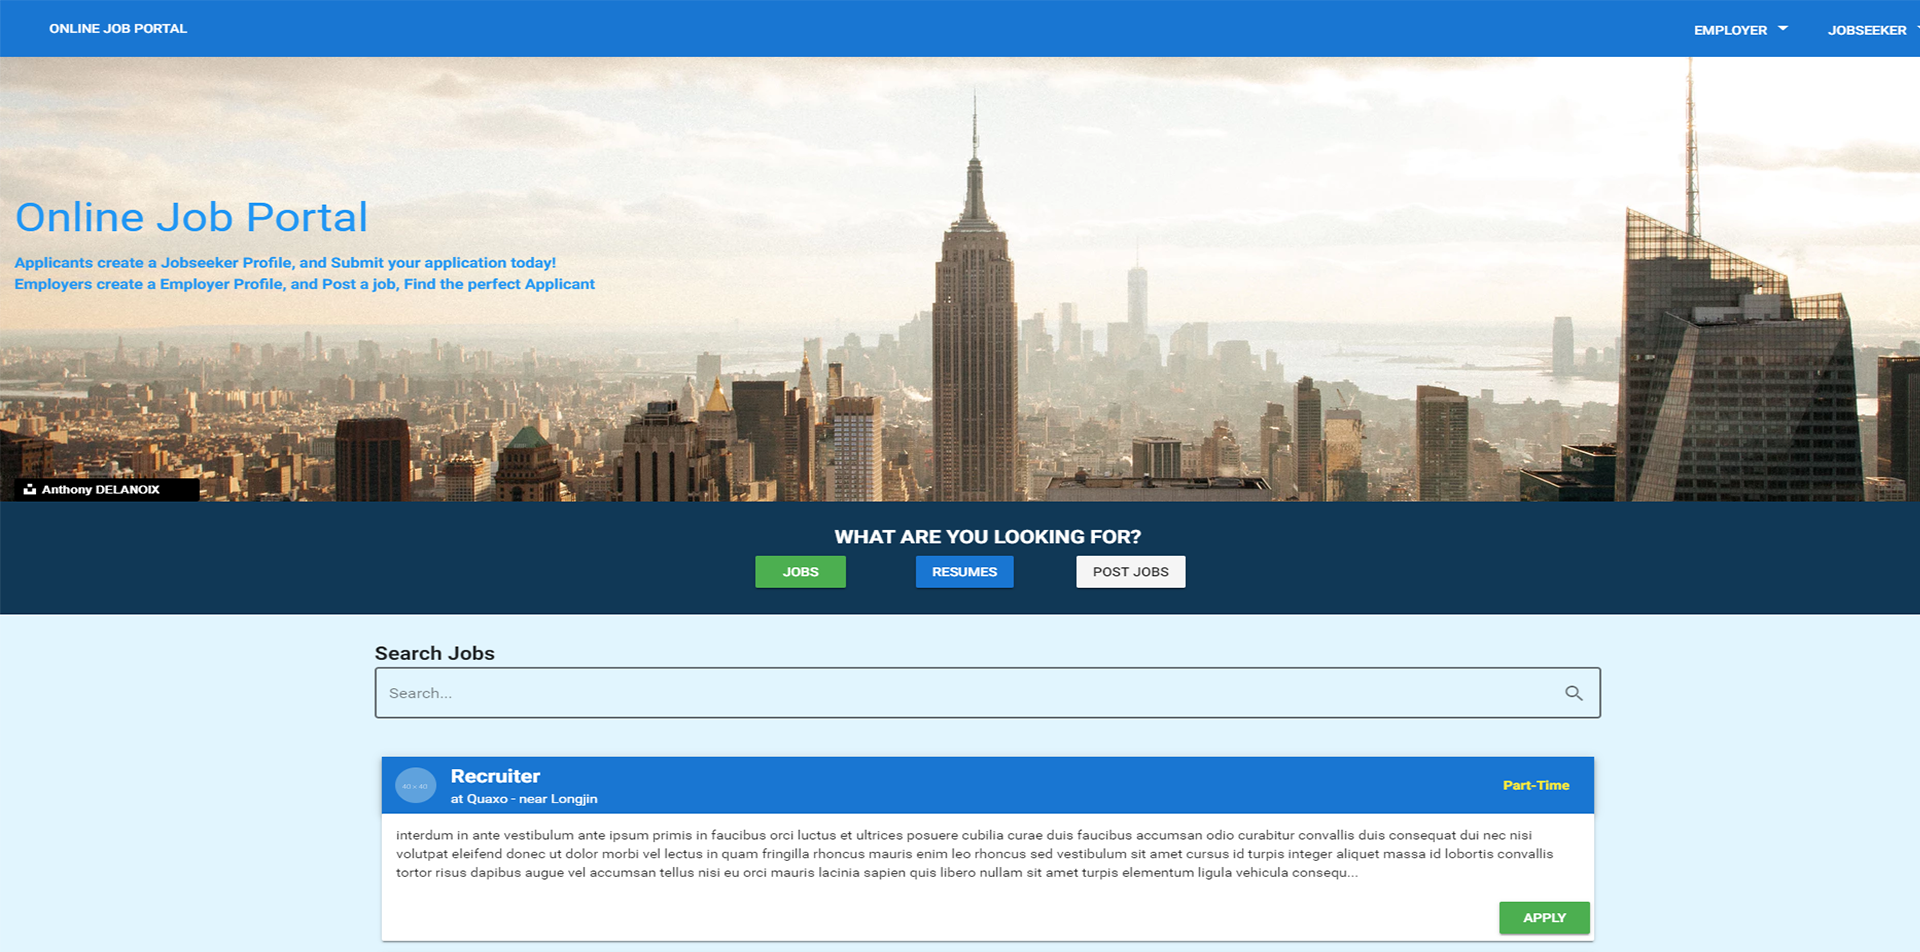 ONLINE JOB PORTAL
EMPLOYER
JOBSEEKER
Online Job Portal
Applicants create a Jobseeker Profile, and Submit your application today!
Employers create a Employer Profile, and Post a job, Find the perfect Applicant
Anthony DELANOIX
WHAT ARE YOU LOOKING FOR?
JOBS
RESUMES
POST JOBS
Search Jobs
Search...
40 × 40
Recruiter
at Quaxo - near Longjin
Part-Time
interdum in ante vestibulum ante ipsum primis in faucibus orci luctus et ultrices posuere cubilia curae duis faucibus accumsan odio curabitur convallis duis consequat dui nec nisi
volutpat eleifend donec ut dolor morbi vel lectus in quam fringilla rhoncus mauris enim leo rhoncus sed vestibulum sit amet cursus id turpis integer aliquet massa id lobortis convallis
tortor risus dapibus augue vel accumsan tellus nisi eu orci mauris lacinia sapien quis libero nullam sit amet turpis elementum ligula vehicula consequ...
APPLY